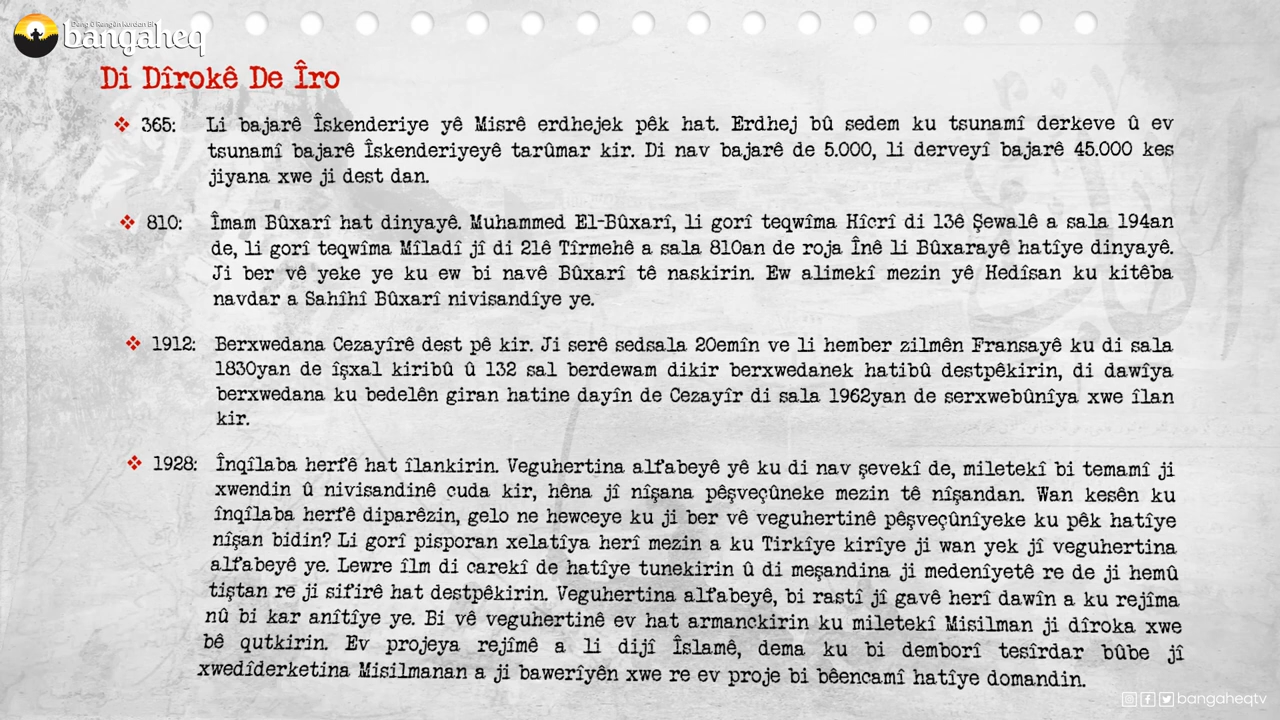 Deng û Rengên Kurdan Bi
bangaheq
Di Dîrokê De Îro
❖ 365: Li bajarê Îskenderiye yê Misrê erdhejek pêk hat. Erdhej bû sedem ku tsunamî derkeve û ev
tsunamî bajarê Îskenderiyeyê tarûmar kir. Di nav bajarê de 5.000, li derveyî bajarê 45.000 kes
jiyana xwe ji dest dan.
❖ 810: Îmam Bûxarî hat dinyayê. Muhammed El-Bûxarî, li gorî teqwîma Hîcrî di 13ê Şewalê a sala 194an
de, li gorî teqwîma Mîladî jî di 21ê Tîrmehê a sala 810an de roja Înê li Bûxarayê hatîye dinyayê.
Ji ber vê yeke ye ku ew bi navê Bûxarî tê naskirin. Ew alimekî mezin yê Hedîsan ku kitêba
navdar a Sahîhî Bûxarî nivisandîye ye.
❖ 1912: Berxwedana Cezayîrê dest pê kir. Ji serê sedsala 20emîn ve li hember zilmên Fransayê ku di sala
1830yan de îşxal kiribû û 132 sal berdewam dikir berxwedanek hatibû destpêkirin, di dawîya
berxwedana ku bedelên giran hatine dayîn de Cezayîr di sala 1962yan de serxwebûnîya xwe îlan
kir.
❖ 1928: Înqîlaba herfê hat îlankirin. Veguhertina alfabeyê yê ku di nav şevekî de, miletekî bi temamî ji
xwendin û nivisandinê cuda kir, hêna jî nîşana pêşveçûneke mezin tê nîşandan. Wan kesên ku
înqîlaba herfê diparêzin, gelo ne hewceye ku ji ber vê veguhertinê pêşveçûnîyeke ku pêk hatîye
nîşan bidin? Li gorî pisporan xelatîya herî mezin a ku Tirkîye kirîye ji wan yek jî veguhertina
alfabeyê ye. Lewre îlm di carekî de hatîye tunekirin û di meşandina ji medenîyetê re de ji hemû
tiştan re ji sifirê hat destpêkirin. Veguhertina alfabeyê, bi rastî jî gavê herî dawîn a ku rejîma
nû bi kar anîtîye ye. Bi vê veguhertinê ev hat armanckirin ku miletekî Misilman ji dîroka xwe
bê qutkirin. Ev projeya rejîmê a li dijî Îslamê, dema ku bi demborî tesîrdar bûbe jî
xwedîderketina Misilmanan a ji bawerîyên xwe re ev proje bi bêencamî hatîye domandin.
bangaheqtv